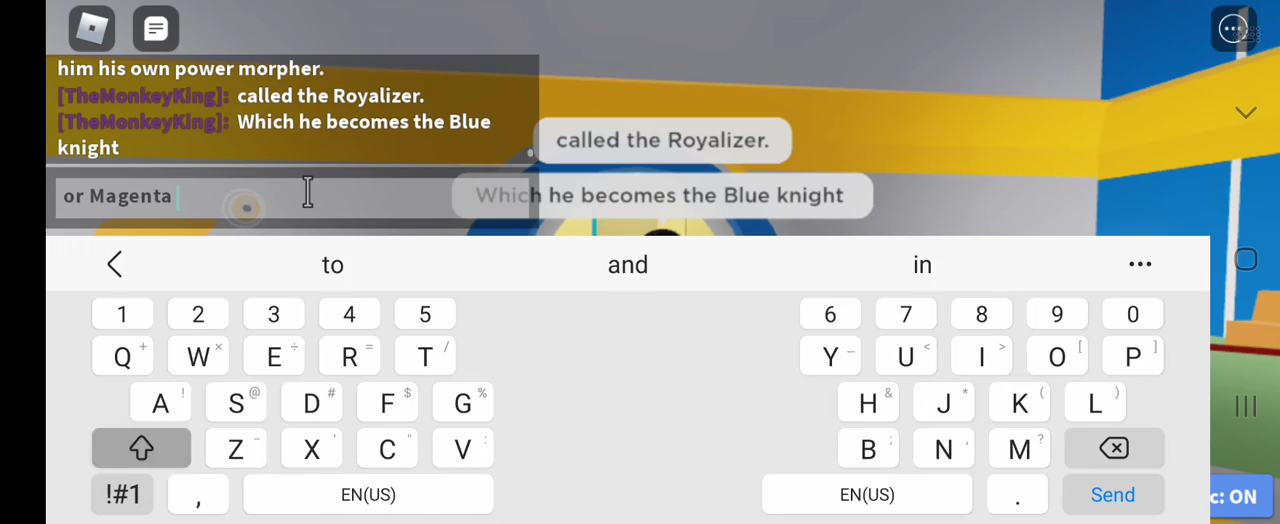 him his own power morpher.
[TheMonkeyKing]: called the Royalizer.
[TheMonkeyKing]: Which he becomes the Blue
knight
called the Royalizer.
or Magenta
Which he becomes the Blue knight
to and in
1 2 3 4 5 6 7 8 9 0
Q + W × E ÷ R = T / Y _ U < I > O [ P ]
A ! S @ D # F $ G % H & J * K ( L )
Z - X ' C " V : B ; N , M ?
!#1 , EN(US) EN(US) . Send
c: ON